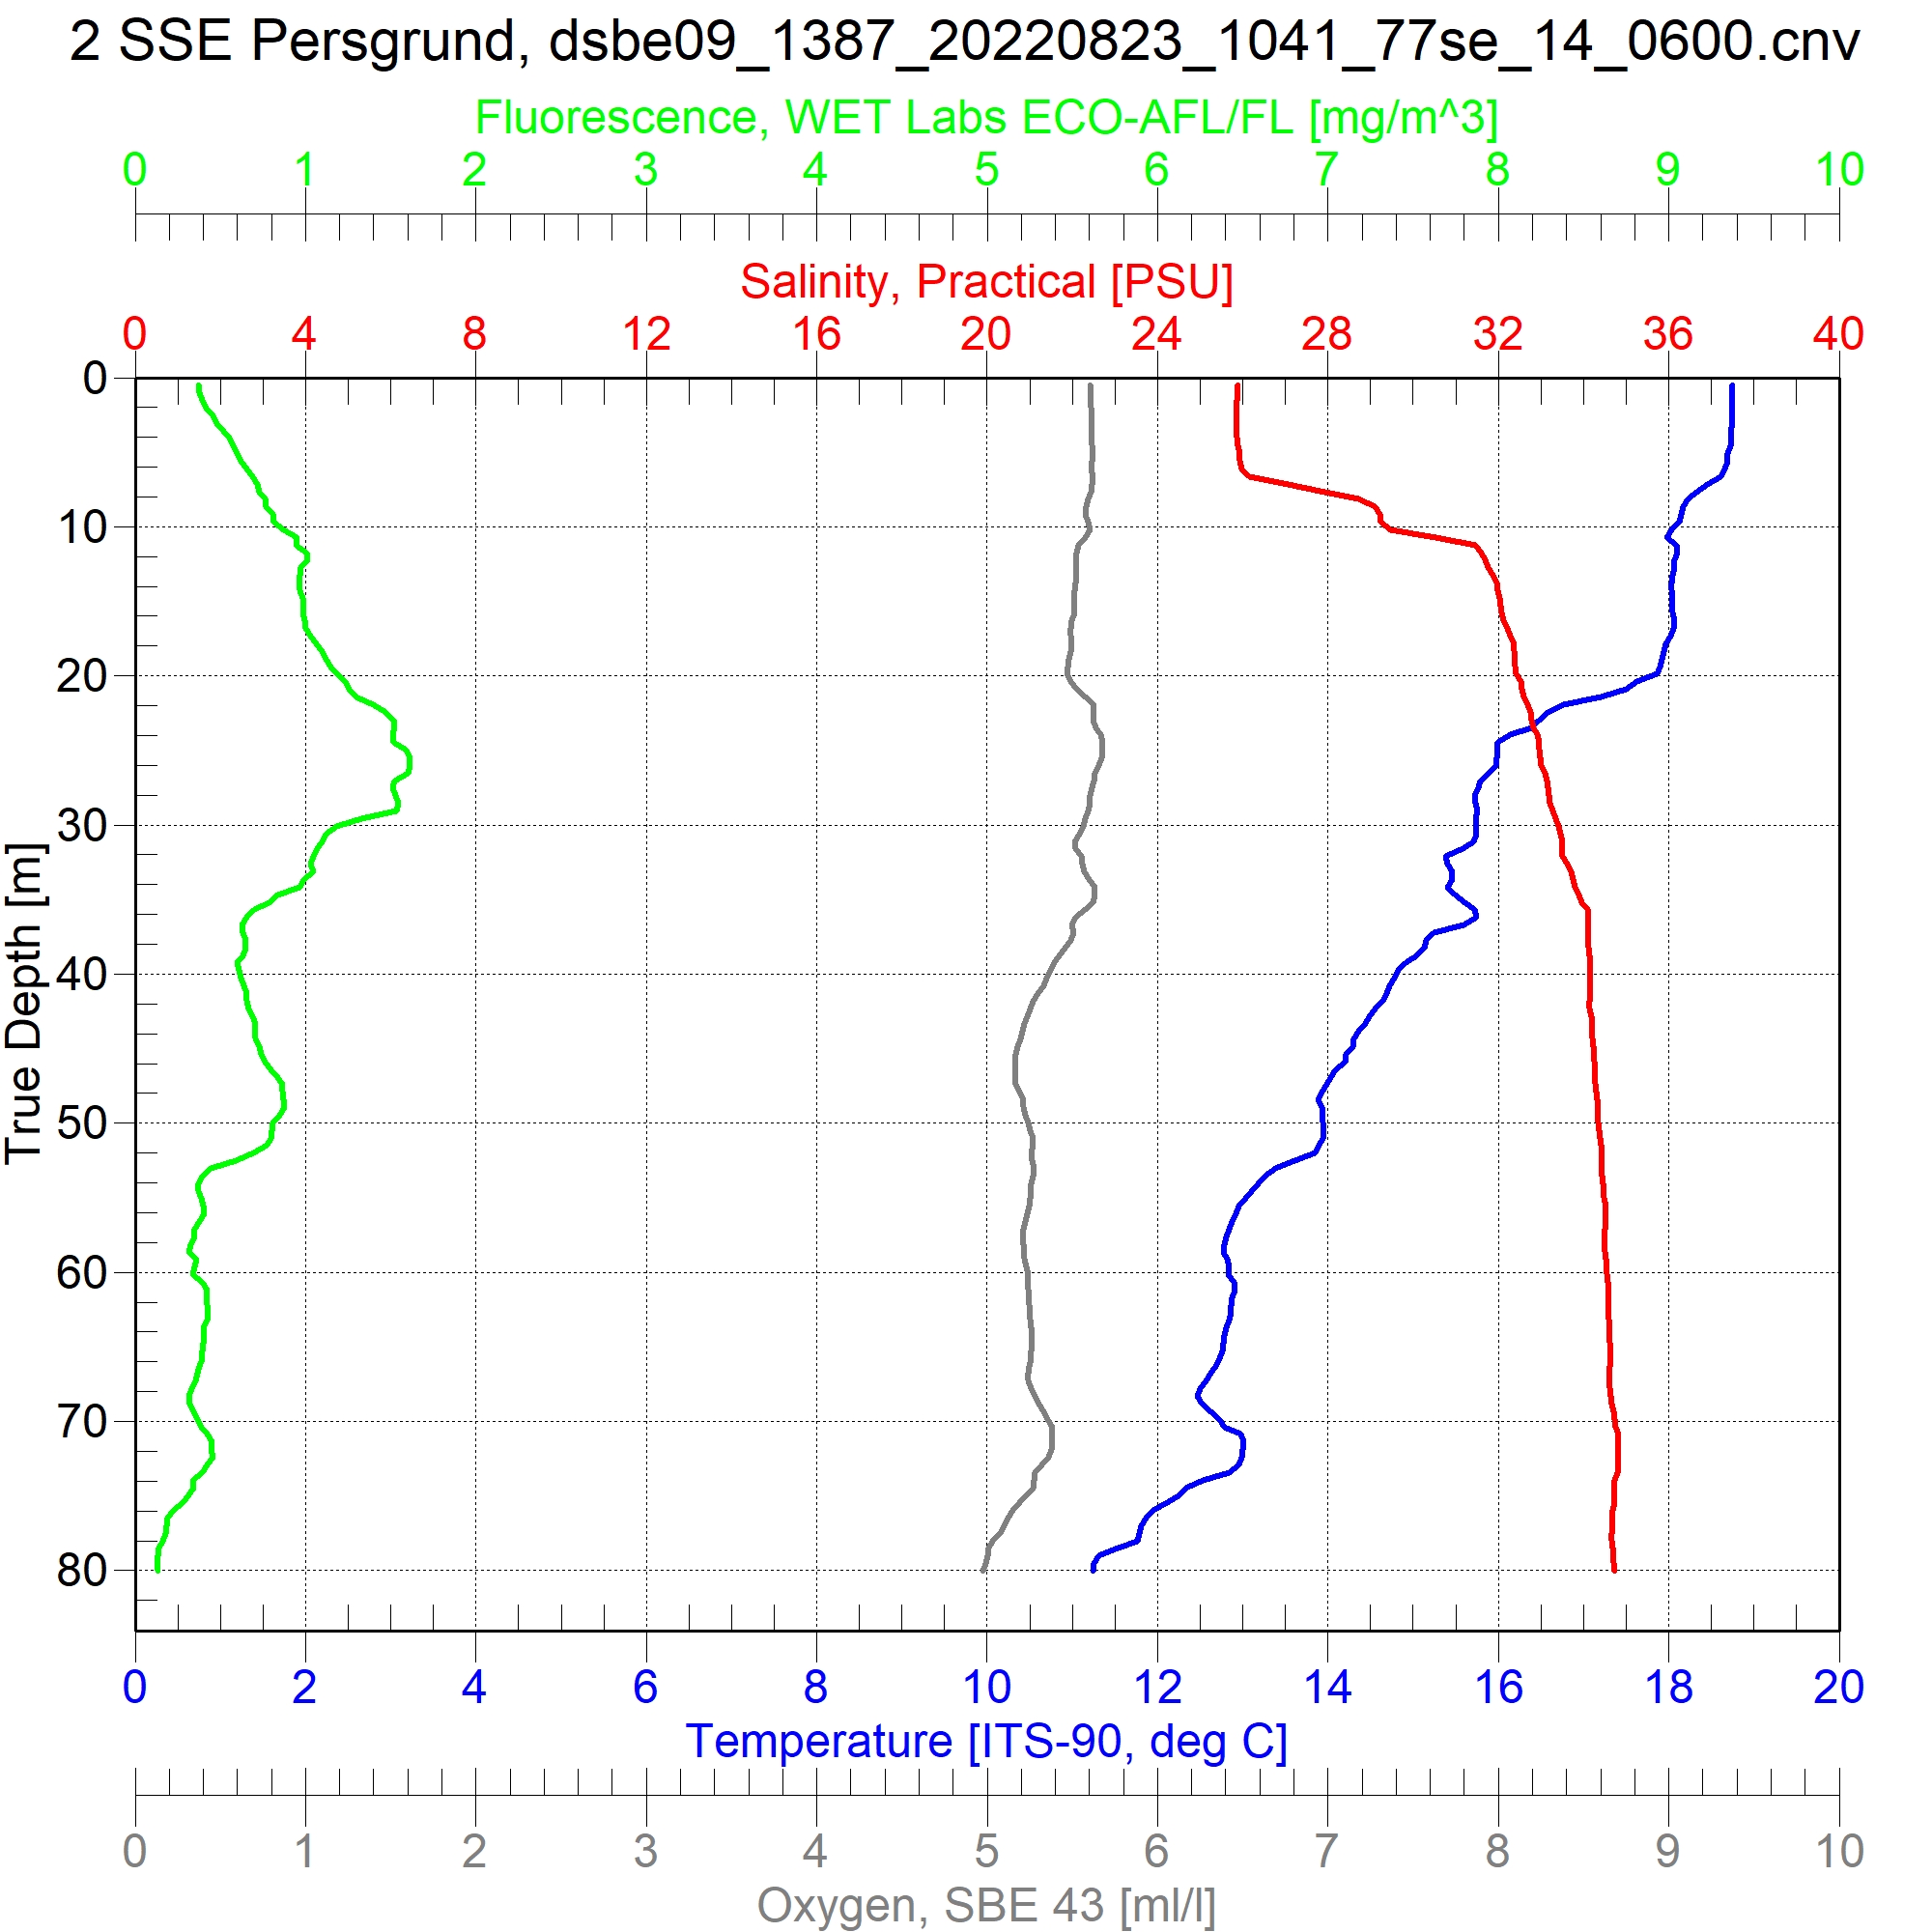 2 SSE Persgrund, dsbe09_1387_20220823_1041_77se_14_0600.cnv
Fluorescence, WET Labs ECO-AFL/FL [mg/m^3]
0 1 2 3 4 5 6 7 8 9 10
Salinity, Practical [PSU]
0 4 8 12 16 20 24 28 32 36 40
0
10
20
30
True Depth [m]
40
50
60
70
80
0 2 4 6 8 10 12 14 16 18 20
Temperature [ITS-90, deg C]
0 1 2 3 4 5 6 7 8 9 10
Oxygen, SBE 43 [ml/l]